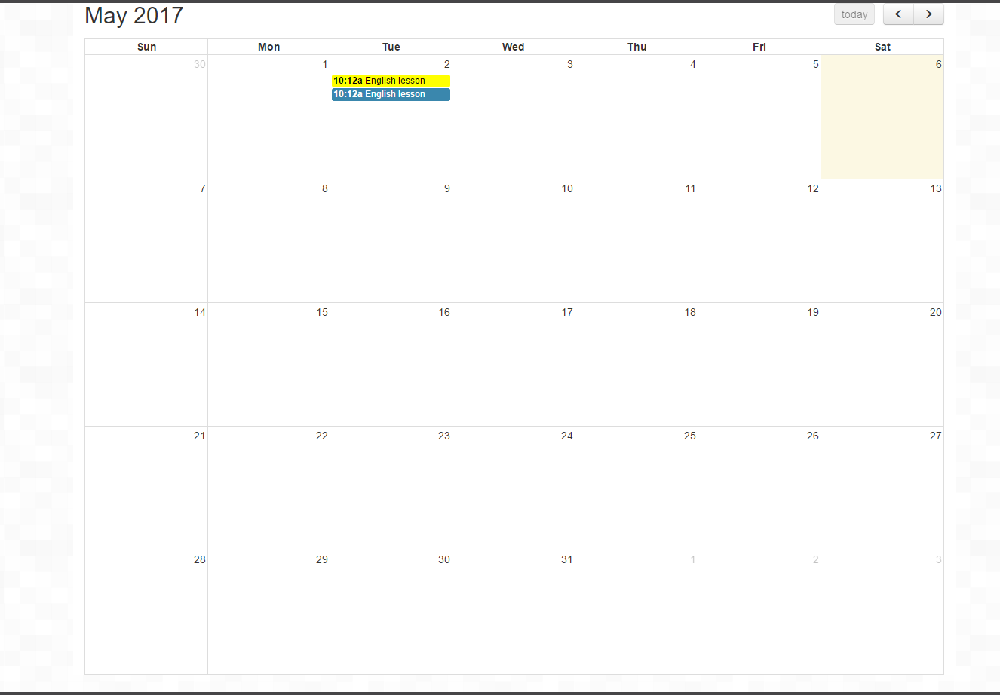 May 2017
today
Sun Mon Tue Wed Thu Fri Sat
30 1 2 3 4 5 6
10:12a English lesson
10:12a English lesson
7 8 9 10 11 12 13
14 15 16 17 18 19 20
21 22 23 24 25 26 27
28 29 30 31 1 2 3